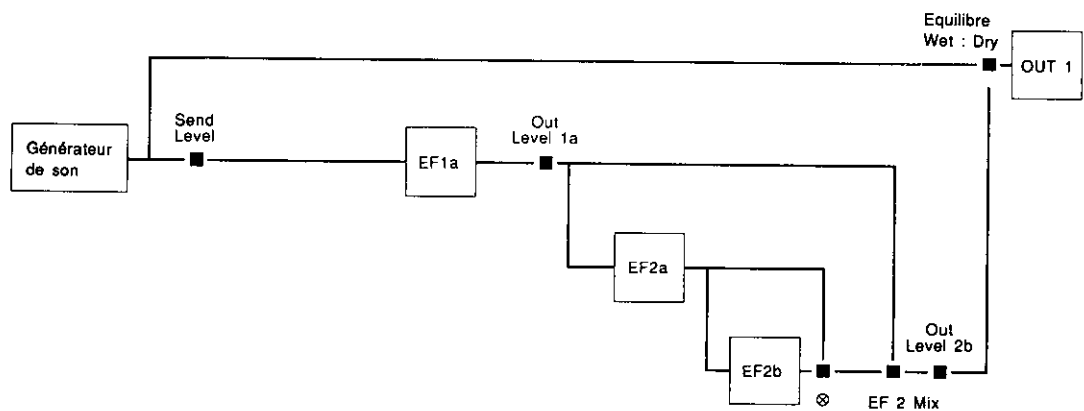 Equilibre
Wet : Dry
OUT 1
Send
Level
Out
Level 1a
Générateur
de son
EF1a
EF2a
Out
Level 2b
EF2b
⊗
EF 2 Mix